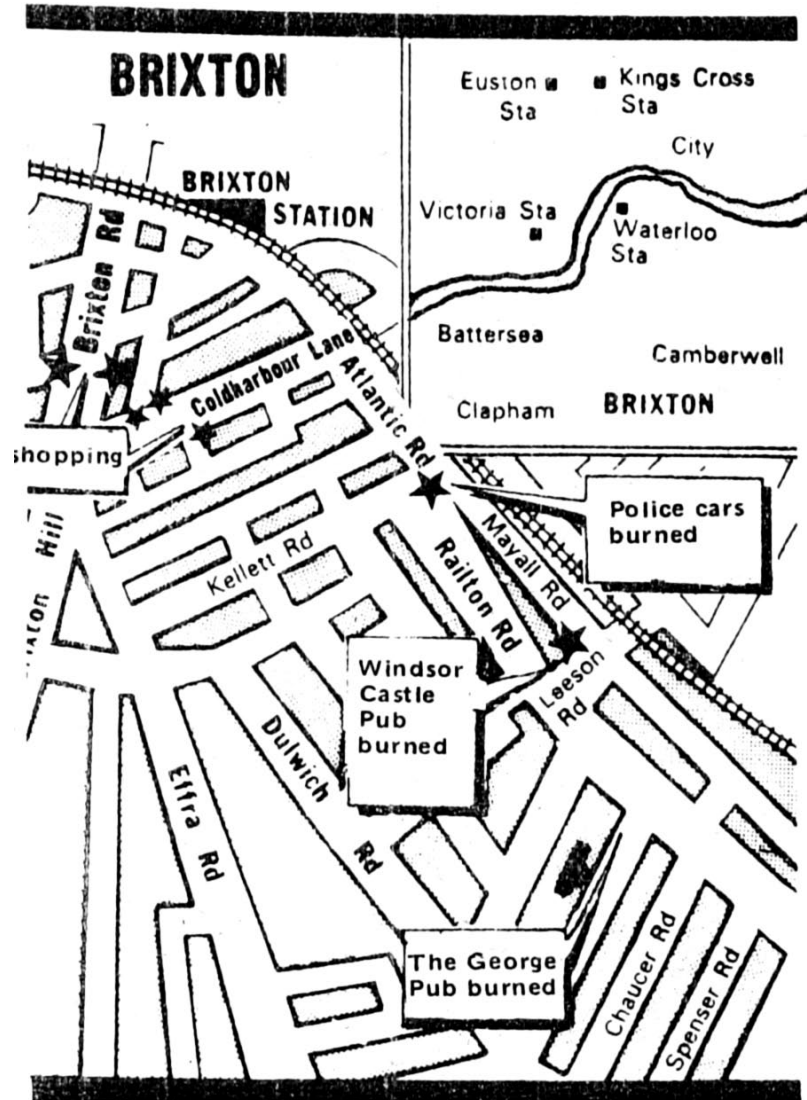 BRIXTON
Euston
Sta
Kings Cross
Sta
City
Victoria Sta
Waterloo
Sta
Battersea
Camberwell
Clapham
BRIXTON
BRIXTON
STATION
Brixton Rd
Coldkarbour Lane
Atlantic Rd
shopping
Police cars
burned
Mayall Rd
Railton Rd
Kellett Rd
ixton Hill
Windsor
Castle
Pub
burned
Leeson
Rd
Dulwich
Rd
Effra Rd
The George
Pub burned
Chaucer Rd
Spenser Rd